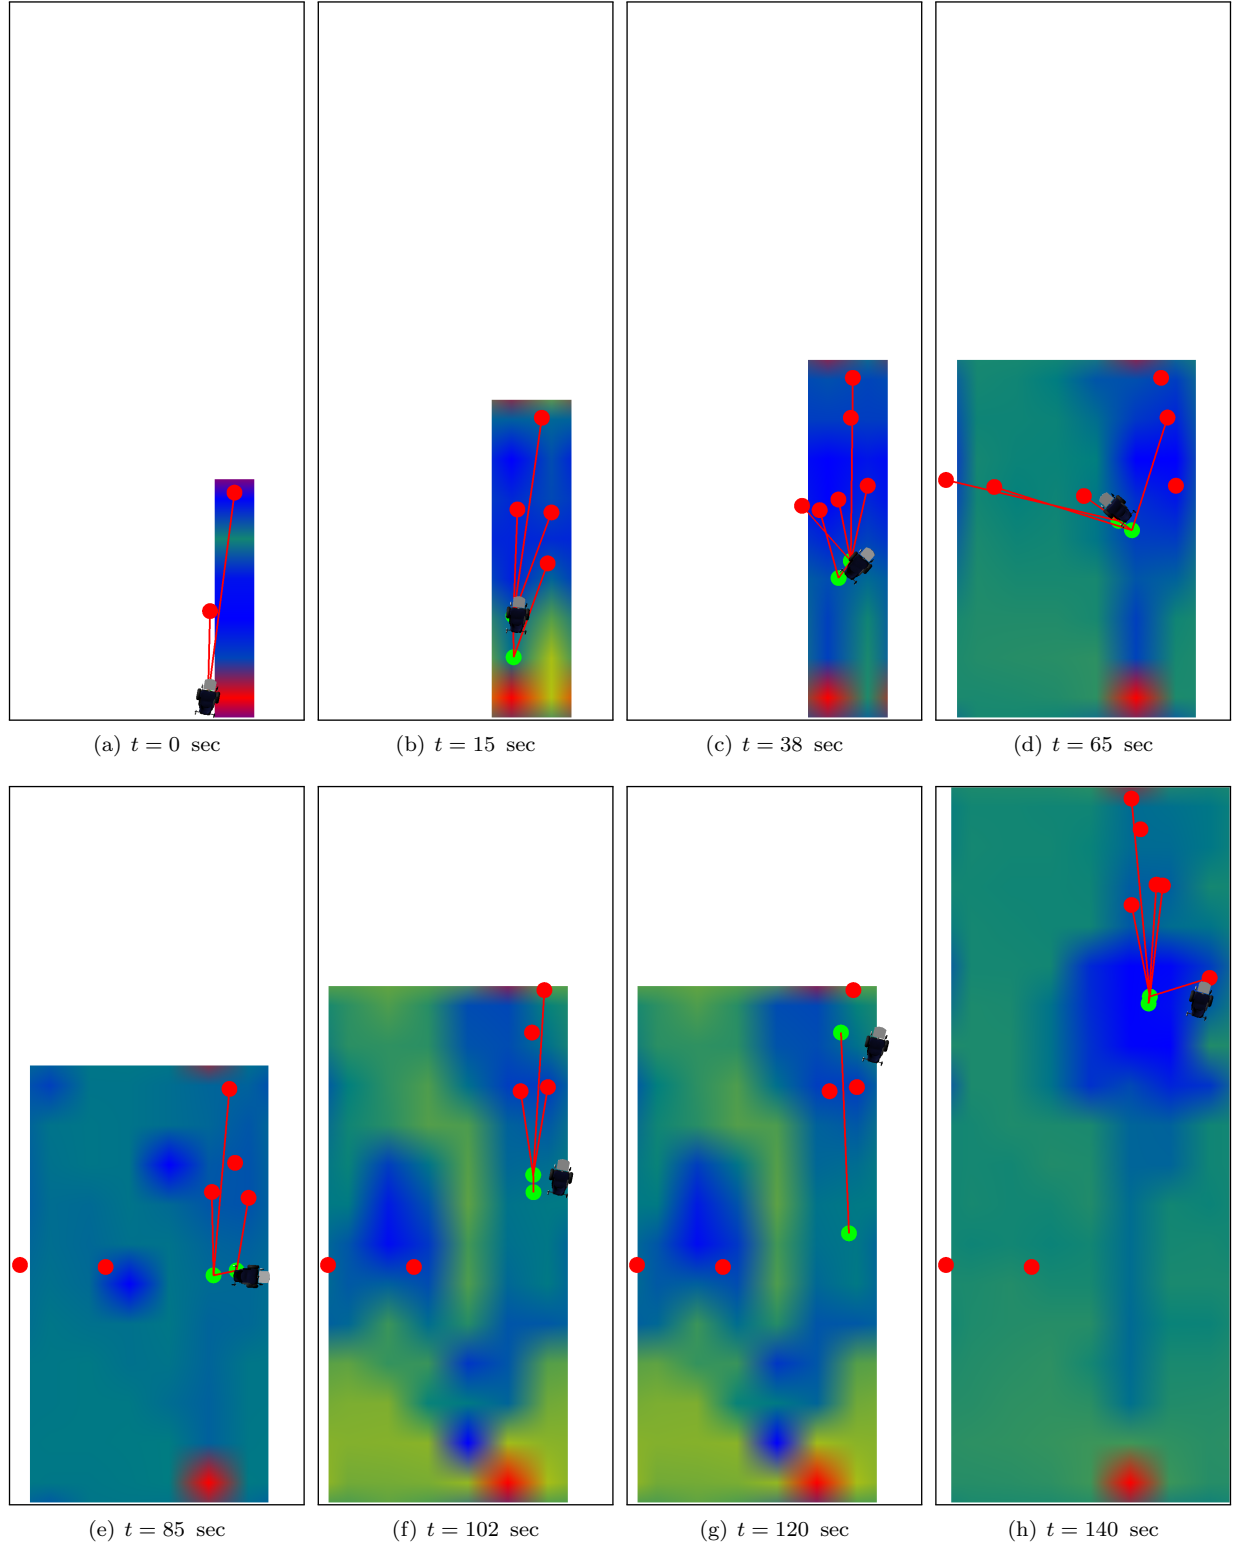 (a) t = 0 sec
(b) t = 15 sec
(c) t = 38 sec
(d) t = 65 sec
(e) t = 85 sec
(f) t = 102 sec
(g) t = 120 sec
(h) t = 140 sec